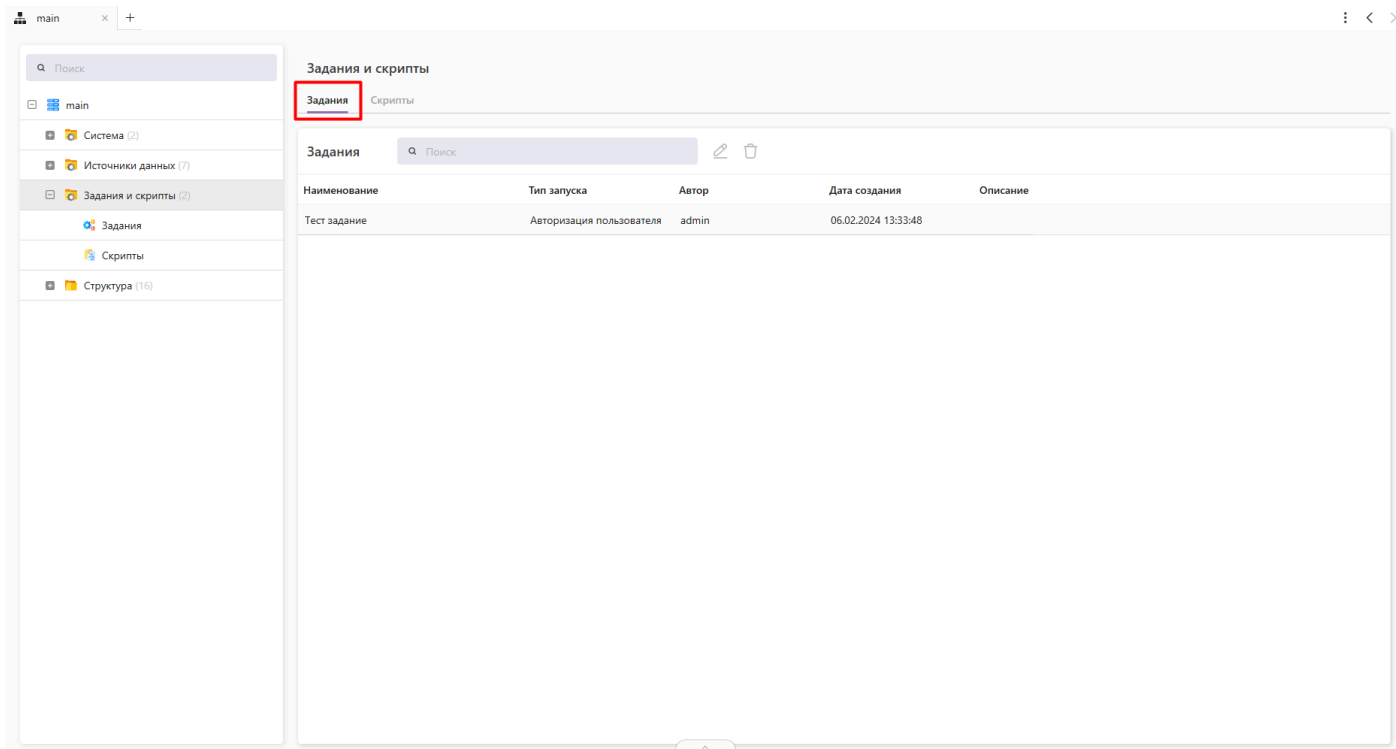 main
Поиск
main
Система (2)
Источники данных (7)
Задания и скрипты (2)
Задания
Скрипты
Структура (16)
Задания и скрипты
Задания Скрипты
Задания Поиск
Наименование Тип запуска Автор Дата создания Описание
Тест задание Авторизация пользователя admin 06.02.2024 13:33:48